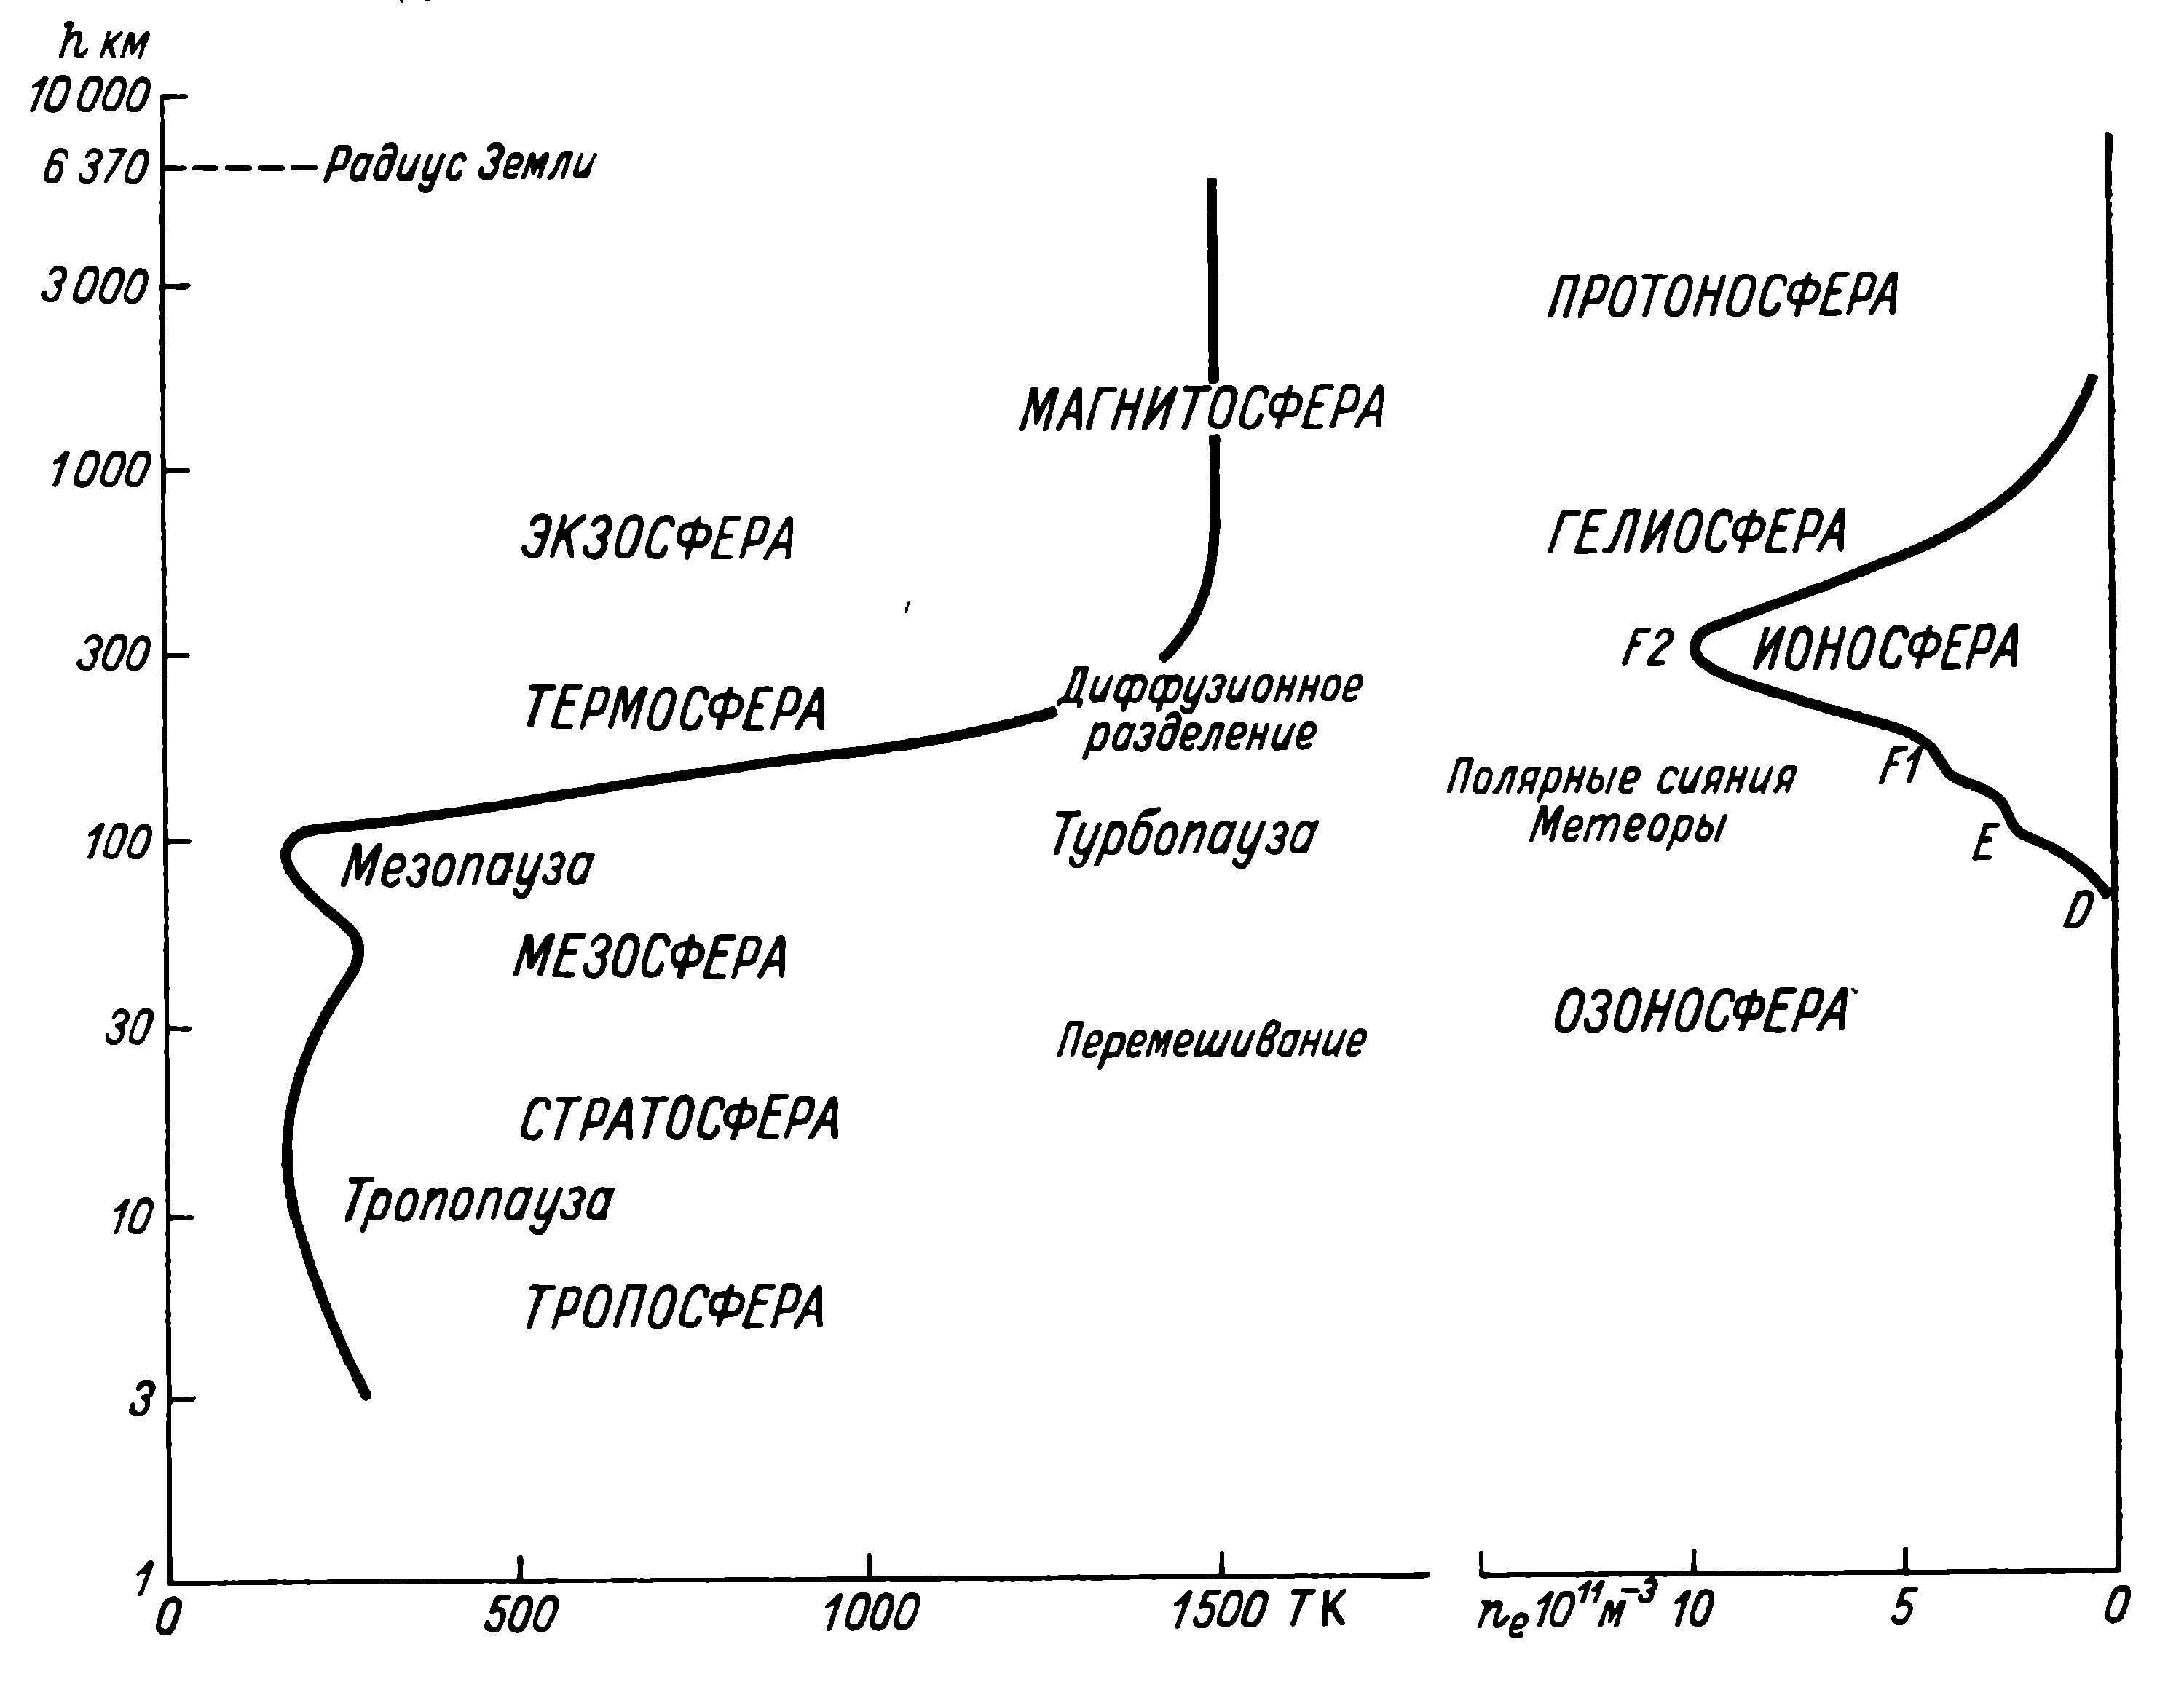 h км
10 000
6 370
Радиус Земли
3 000
ПРОТОНОСФЕРА
МАГНИТОСФЕРА
1000
ЭКЗОСФЕРА
ГЕЛИОСФЕРА
300
F2
ИОНОСФЕРА
ТЕРМОСФЕРА
Диффузионное
разделение
F1
Полярные сияния
Метеоры
Турбопауза
100
E
Мезопауза
D
МЕЗОСФЕРА
ОЗОНОСФЕРА
30
Перемешивание
СТРАТОСФЕРА
Тропопауза
10
ТРОПОСФЕРА
3
1
0 500 1000 1500 T K
nₑ 10¹¹ м⁻³ 10 5 0